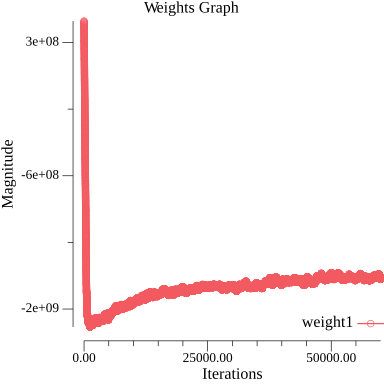 Weights Graph
3e+08
-6e+08
-2e+09
Magnitude
weight1
0.00 25000.00 50000.00
Iterations